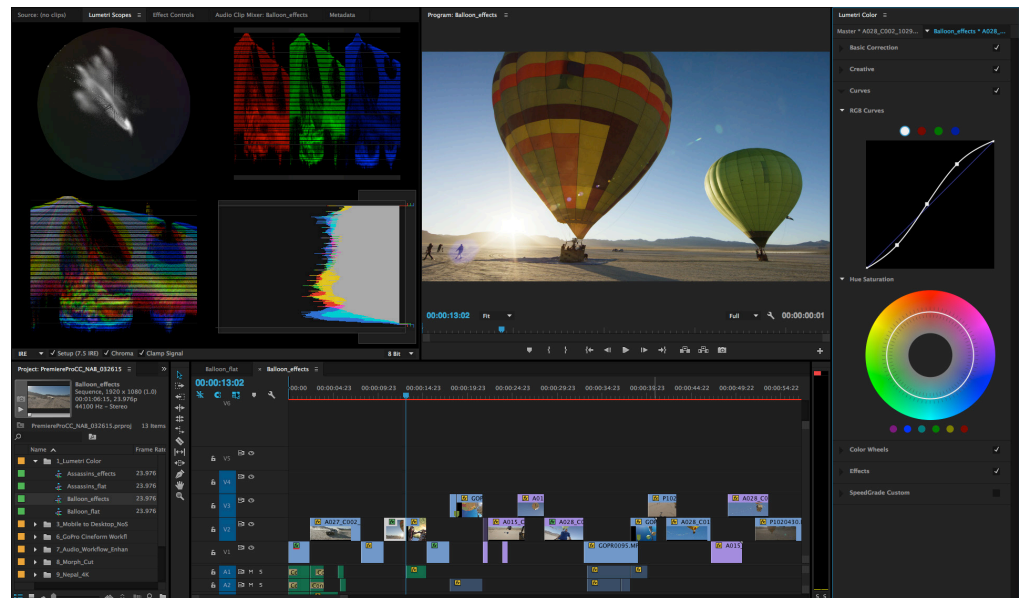 Source: (no clips) Lumetri Scopes Effect Controls Audio Clip Mixer: Balloon_effects Metadata
Program: Balloon_effects
Lumetri Color
Master * A028_C002_1029... Balloon_effects * A028_...
Basic Correction
Creative
Curves
RGB Curves
Hue Saturation
Color Wheels
Effects
SpeedGrade Custom
00:00:13:02 Fit Full 00:00:00:01
IRE Setup (7.5 IRE) Chroma Clamp Signal 8 Bit
Project: PremiereProCC_NAB_032615
Balloon_effects
Sequence, 1920 x 1080 (1.0)
00:01:06:15, 23.976p
44100 Hz - Stereo
PremiereProCC_NAB_032615.prproj 13 Items
Name Frame Rate
1_Lumetri Color
Assassins_effects 23.976
Assassins_flat 23.976
Balloon_effects 23.976
Balloon_flat 23.976
3_Mobile to Desktop_NoS
6_GoPro Cineform Workfl
7_Audio_Workflow_Enhan
8_Morph_Cut
9_Nepal_4K
Balloon_flat Balloon_effects
00:00:13:02
:00:00 00:00:04:23 00:00:09:23 00:00:14:23 00:00:19:23 00:00:24:23 00:00:29:23 00:00:34:23 00:00:39:23 00:00:44:22 00:00:49:22 00:00:54:22
V6
V5
V4
V3 GOP A01 P102 A028_C0
V2 A027_C002_ A015_C A028_C0 GOP A028_C01 P1020430.
V1 GOPR0095.MP A015_
A1 M S
A2 M S
S S